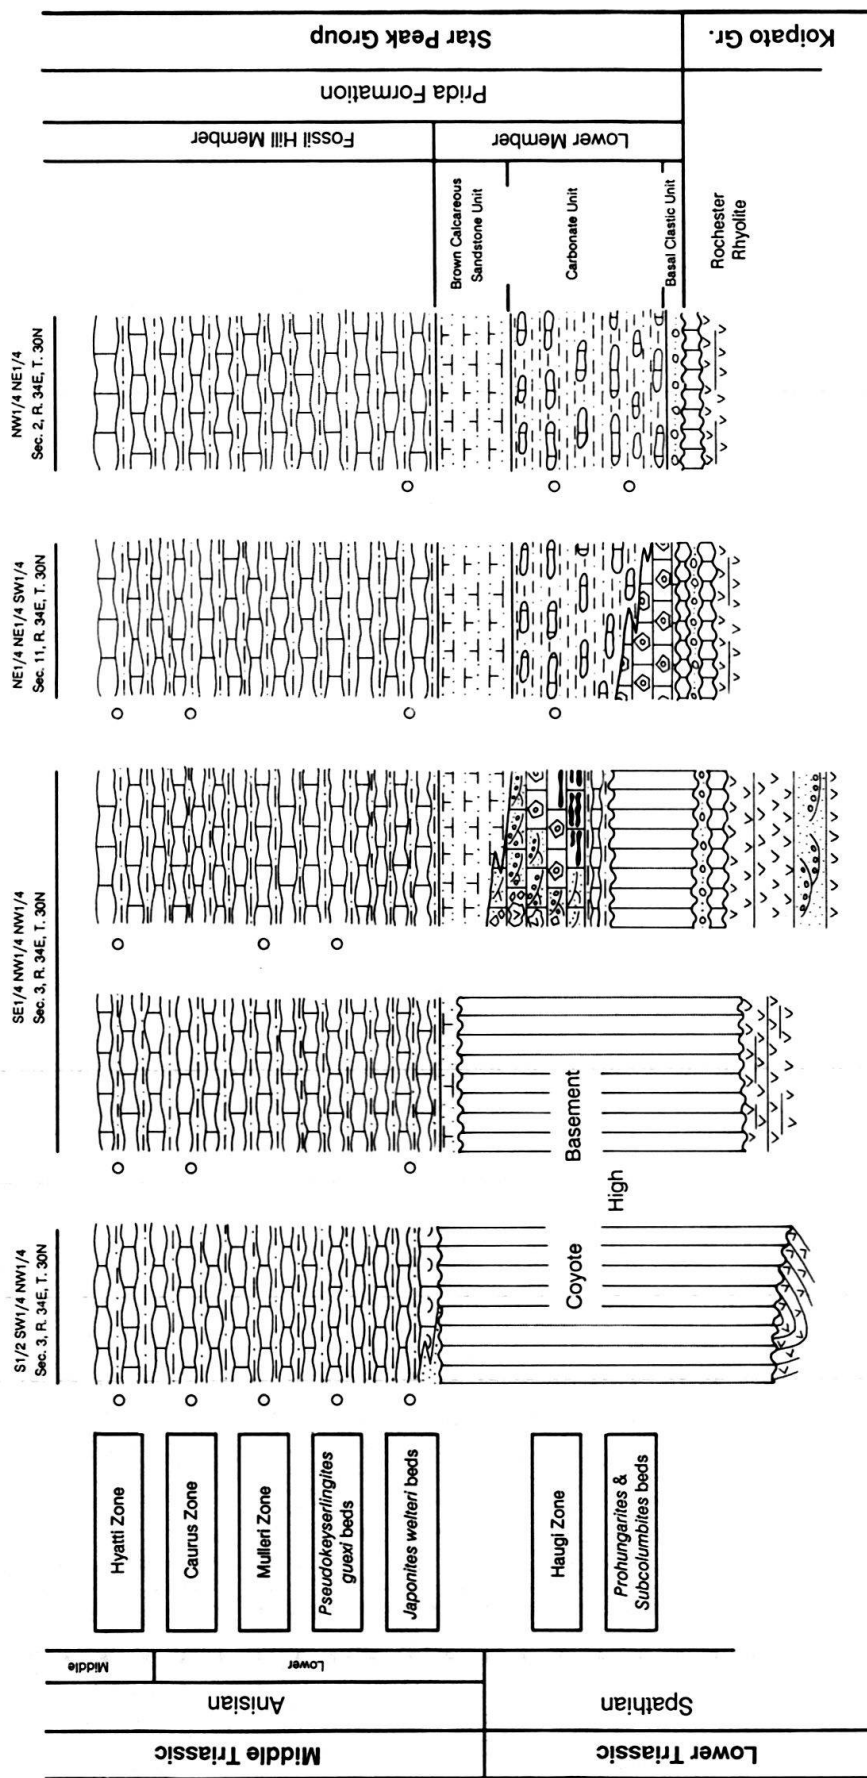 Star Peak Group
Koipato Gr.
Prida Formation
Fossil Hill Member
Lower Member
Brown Calcareous
Sandstone Unit
Carbonate Unit
Basal Clastic Unit
Rochester
Rhyolite
NW1/4 NE1/4
Sec. 2, R. 34E, T. 30N
NE1/4 NE1/4 SW1/4
Sec. 11, R. 34E, T. 30N
SE1/4 NW1/4 NW1/4
Sec. 3, R. 34E, T. 30N
S1/2 SW1/4 NW1/4
Sec. 3, R. 34E, T. 30N
Coyote
Basement
High
Hyatti Zone
Caurus Zone
Mulleri Zone
Pseudokeyserlingites
guexi beds
Japonites welteri beds
Haugi Zone
Prohungarites &
Subcolumbites beds
Middle
Lower
Anisian
Spathian
Middle Triassic
Lower Triassic